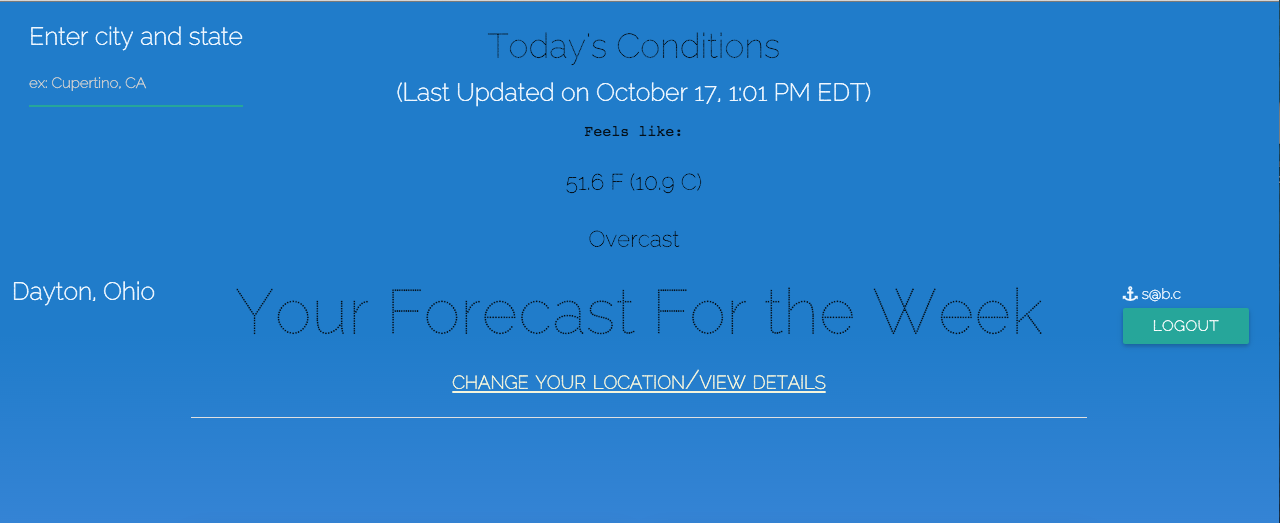 Enter city and state
ex: Cupertino, CA
Today's Conditions
(Last Updated on October 17, 1:01 PM EDT)
Feels like:
51.6 F (10.9 C)
Overcast
Dayton, Ohio
Your Forecast For the Week
s@b.c
LOGOUT
CHANGE YOUR LOCATION/VIEW DETAILS